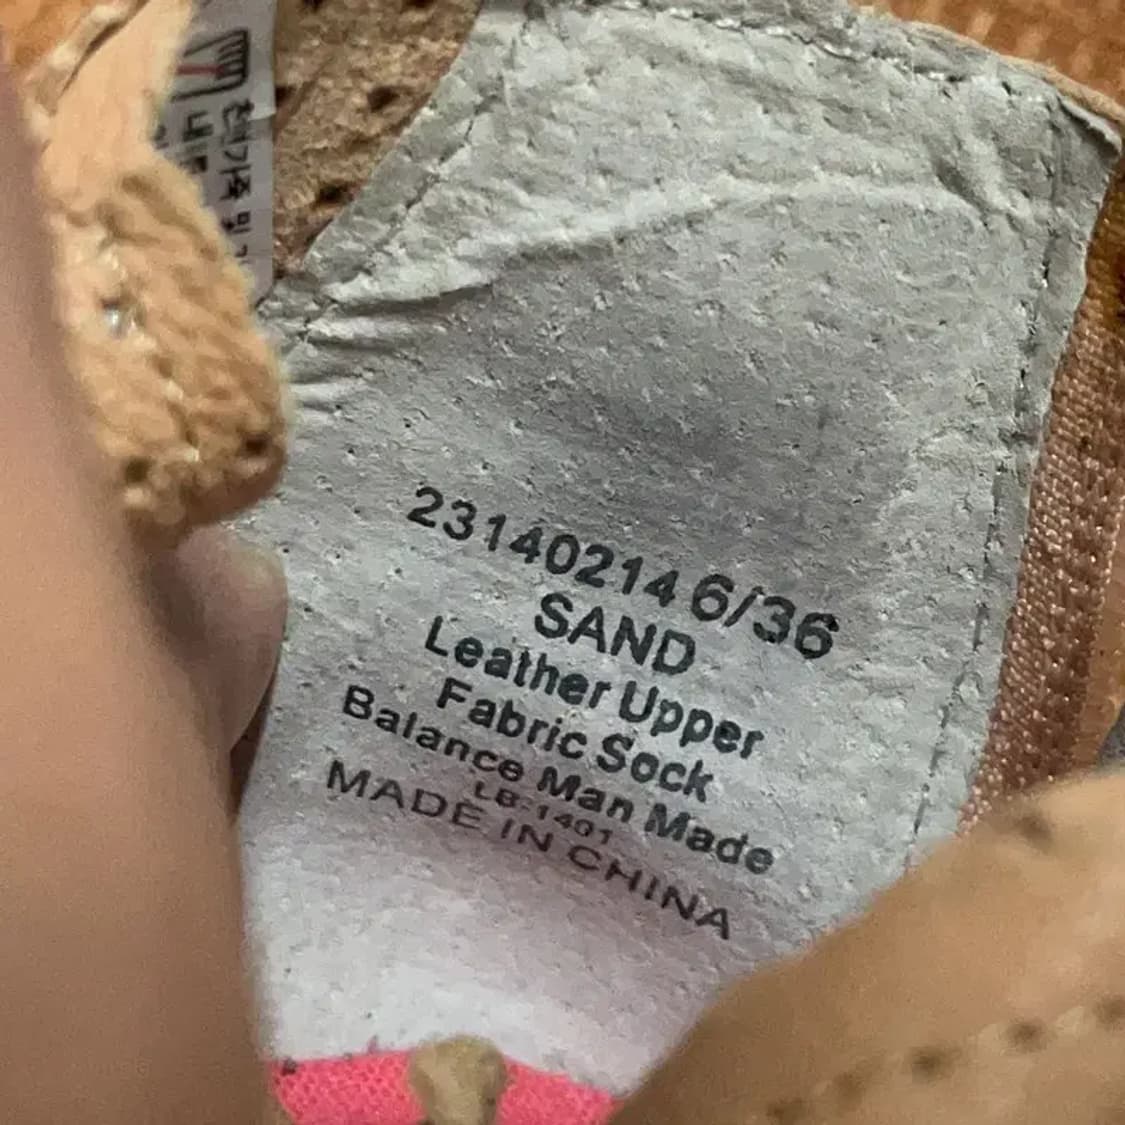 23140214 6/36
SAND
Leather Upper
Fabric Sock
Balance Man Made
LB-1401
MADE IN CHINA